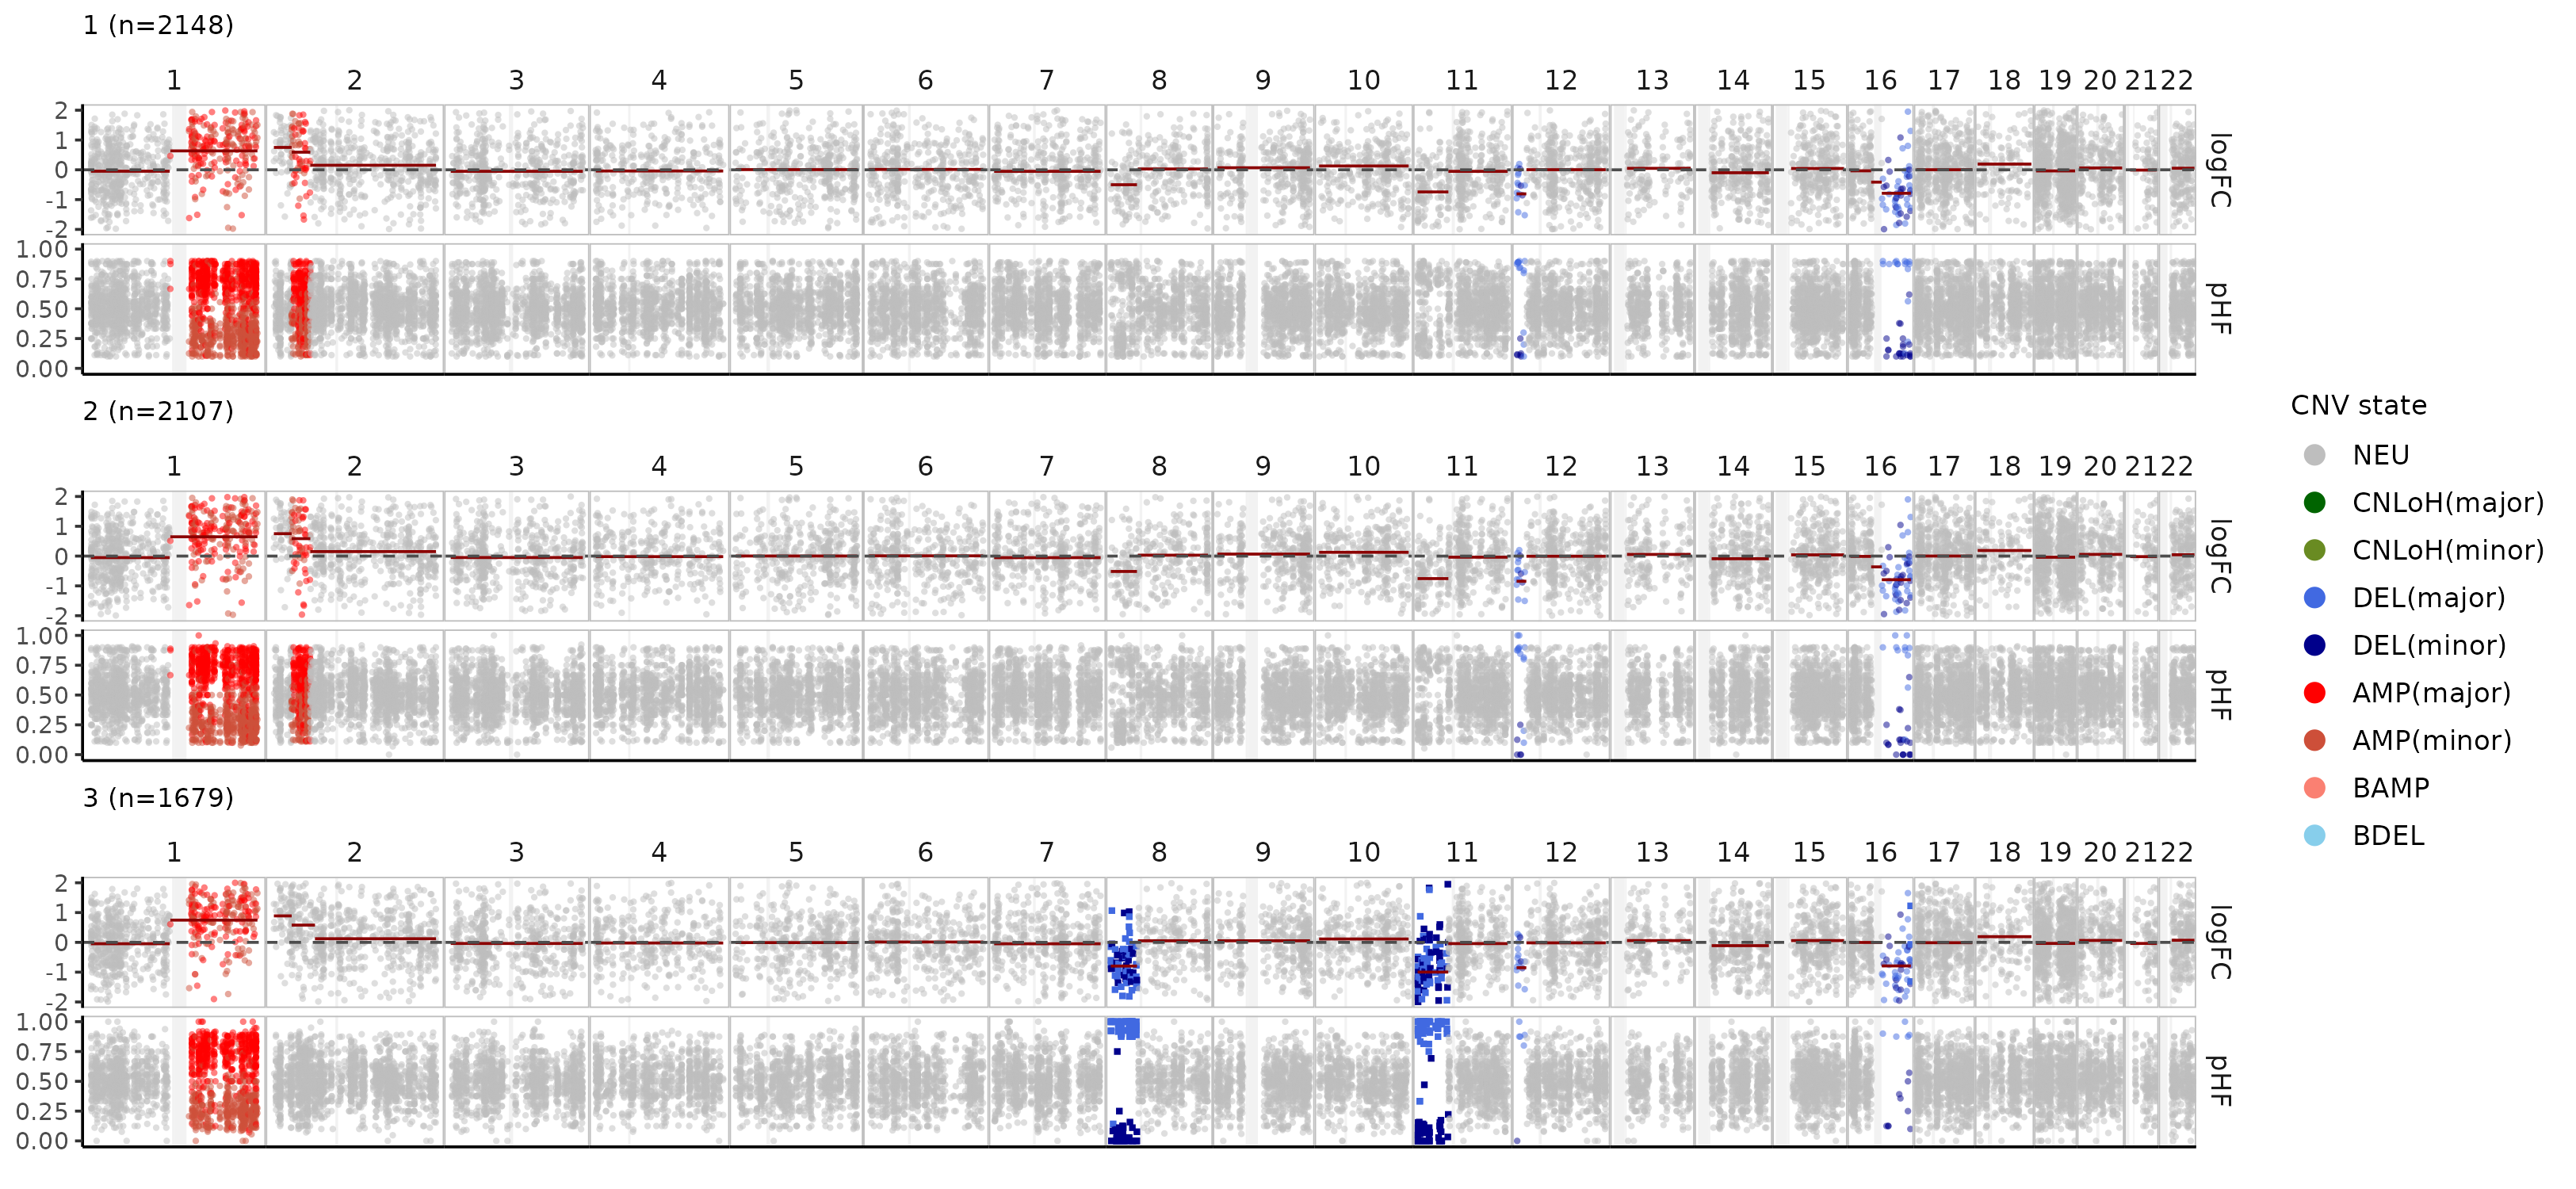 1 (n=2148)
1 2 3 4 5 6 7 8 9 10 11 12 13 14 15 16 17 18 19 20 21 22
2
1
0
-1
-2
logFC
1.00
0.75
0.50
0.25
0.00
pHF
2 (n=2107)
1 2 3 4 5 6 7 8 9 10 11 12 13 14 15 16 17 18 19 20 21 22
2
1
0
-1
-2
logFC
1.00
0.75
0.50
0.25
0.00
pHF
3 (n=1679)
1 2 3 4 5 6 7 8 9 10 11 12 13 14 15 16 17 18 19 20 21 22
2
1
0
-1
-2
logFC
1.00
0.75
0.50
0.25
0.00
pHF
CNV state
NEU
CNLoH(major)
CNLoH(minor)
DEL(major)
DEL(minor)
AMP(major)
AMP(minor)
BAMP
BDEL